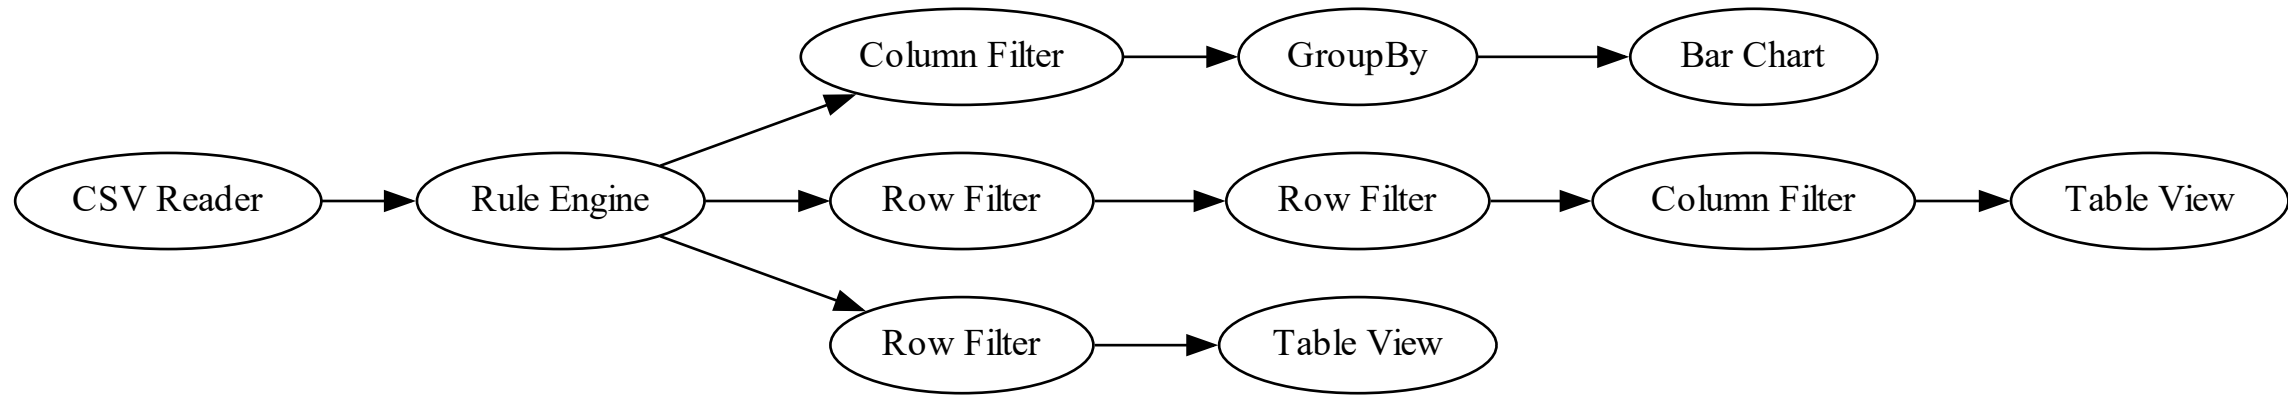 Column Filter
GroupBy
Bar Chart
CSV Reader
Rule Engine
Row Filter
Row Filter
Column Filter
Table View
Row Filter
Table View